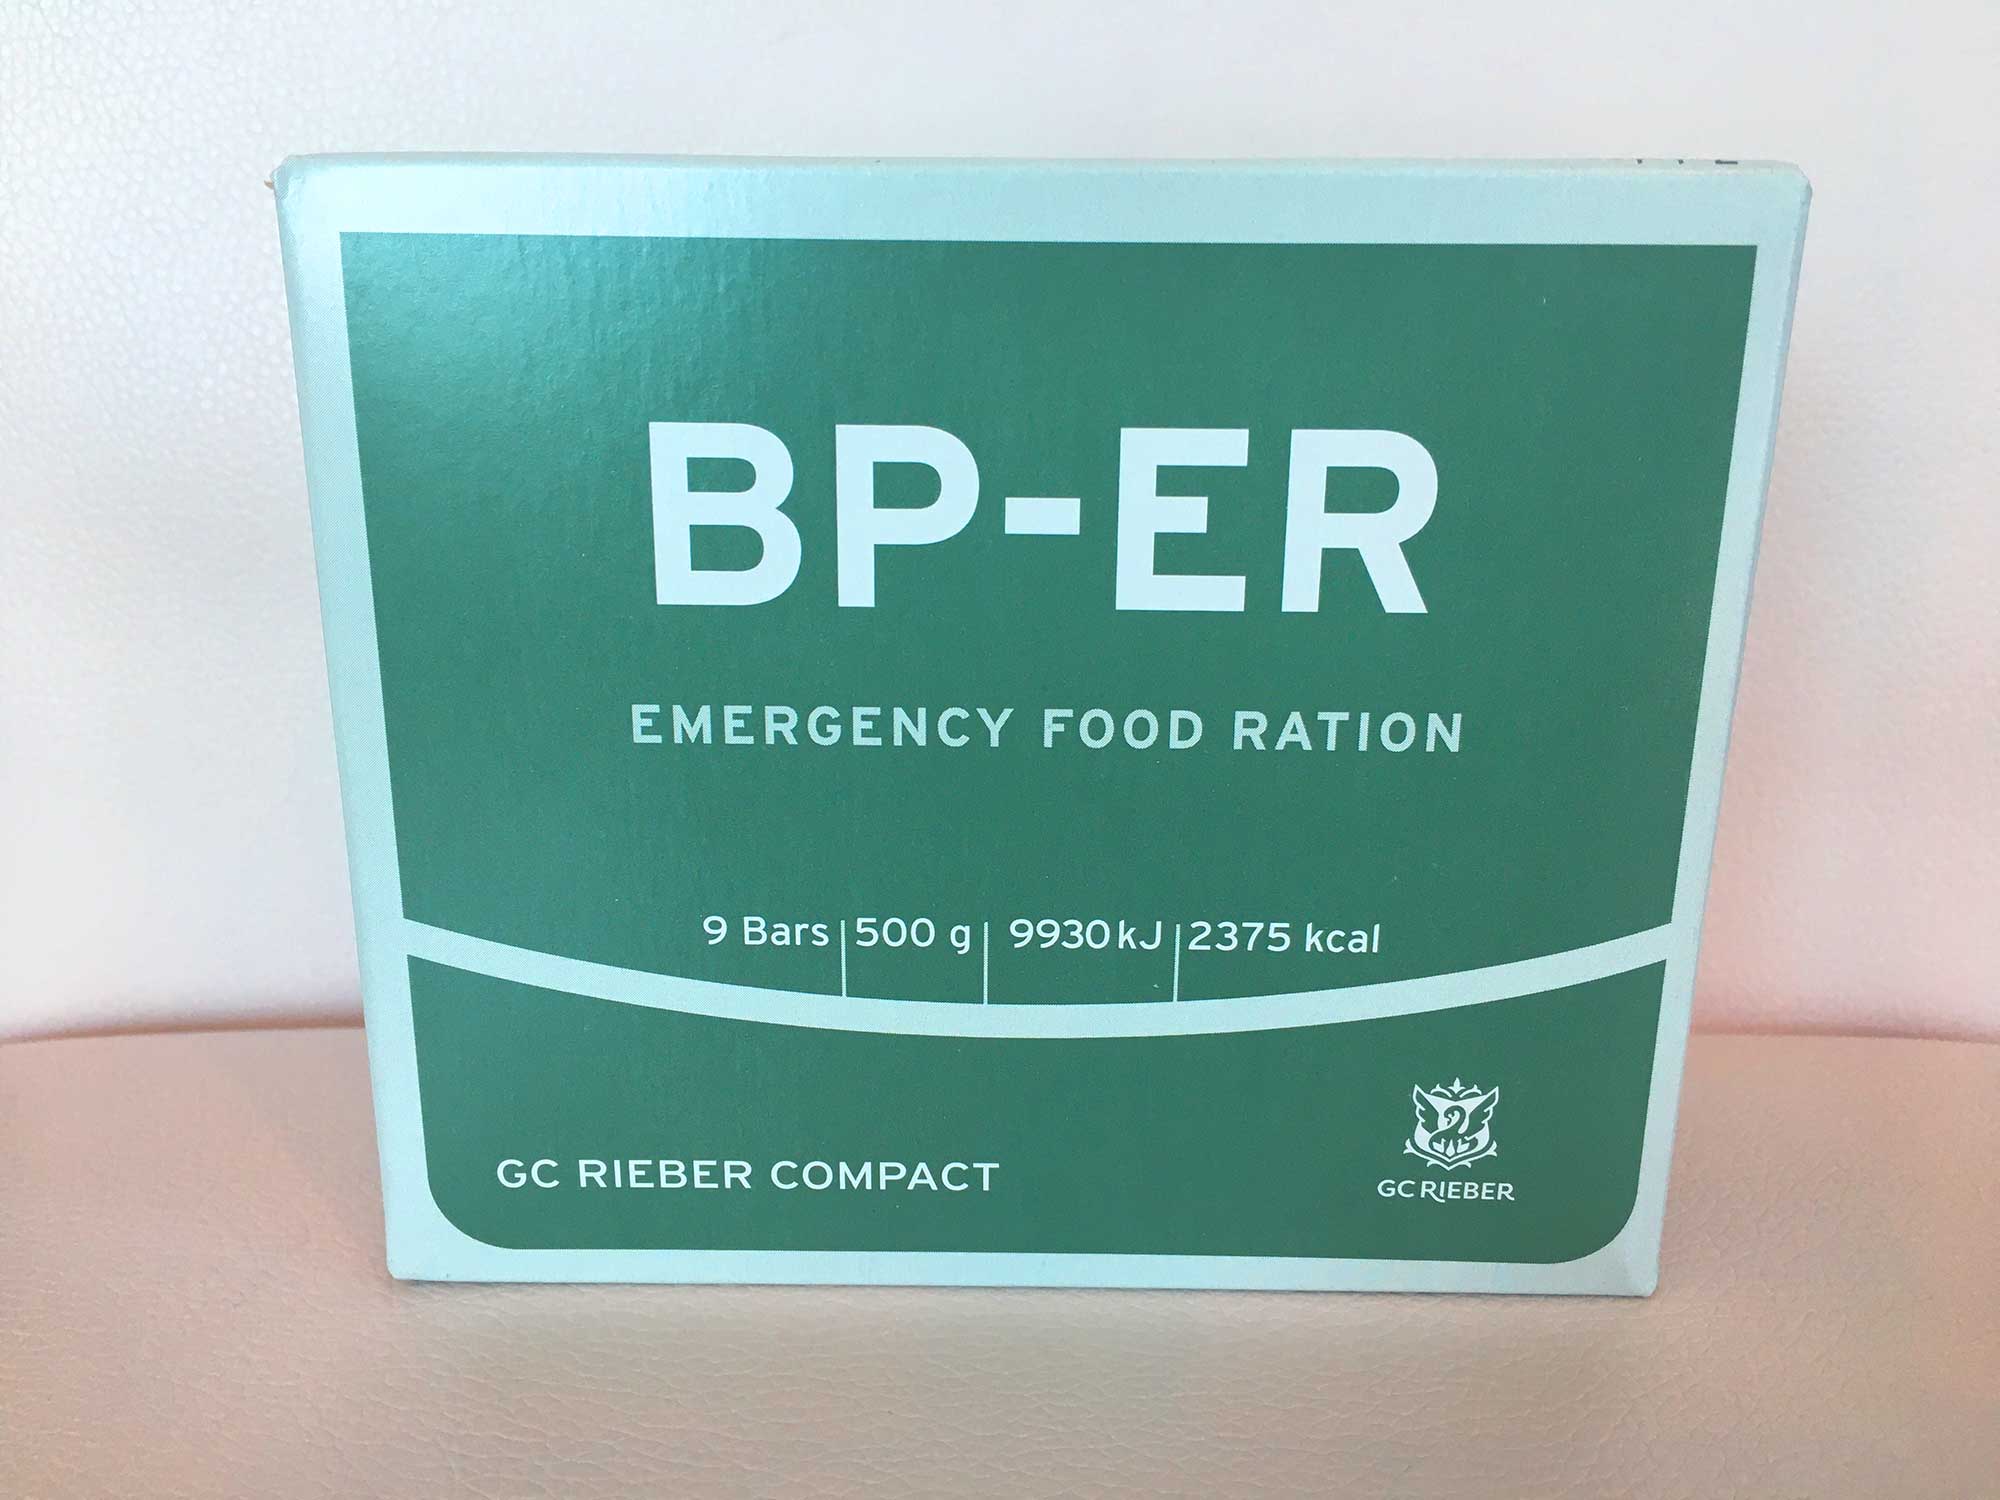 BP-ER
EMERGENCY FOOD RATION
9 Bars 500 g 9930 kJ 2375 kcal
GC RIEBER COMPACT
GC RIEBER